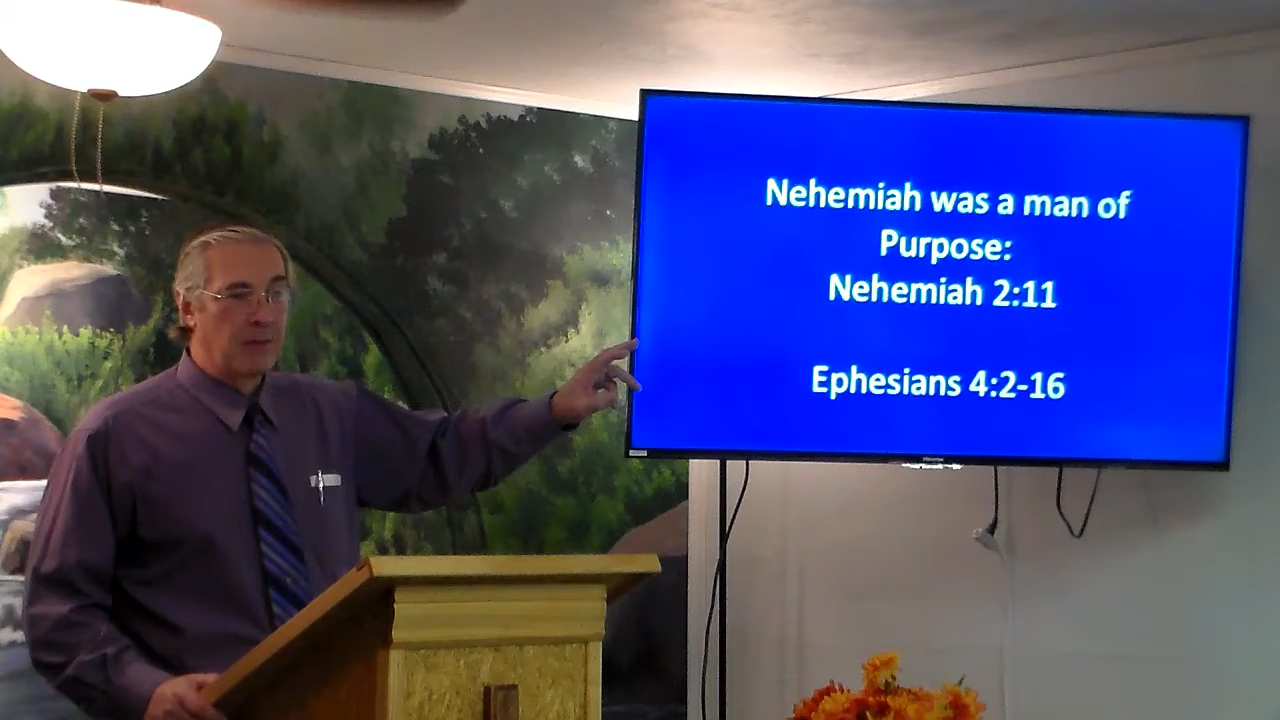 Nehemiah was a man of
Purpose:
Nehemiah 2:11
Ephesians 4:2-16